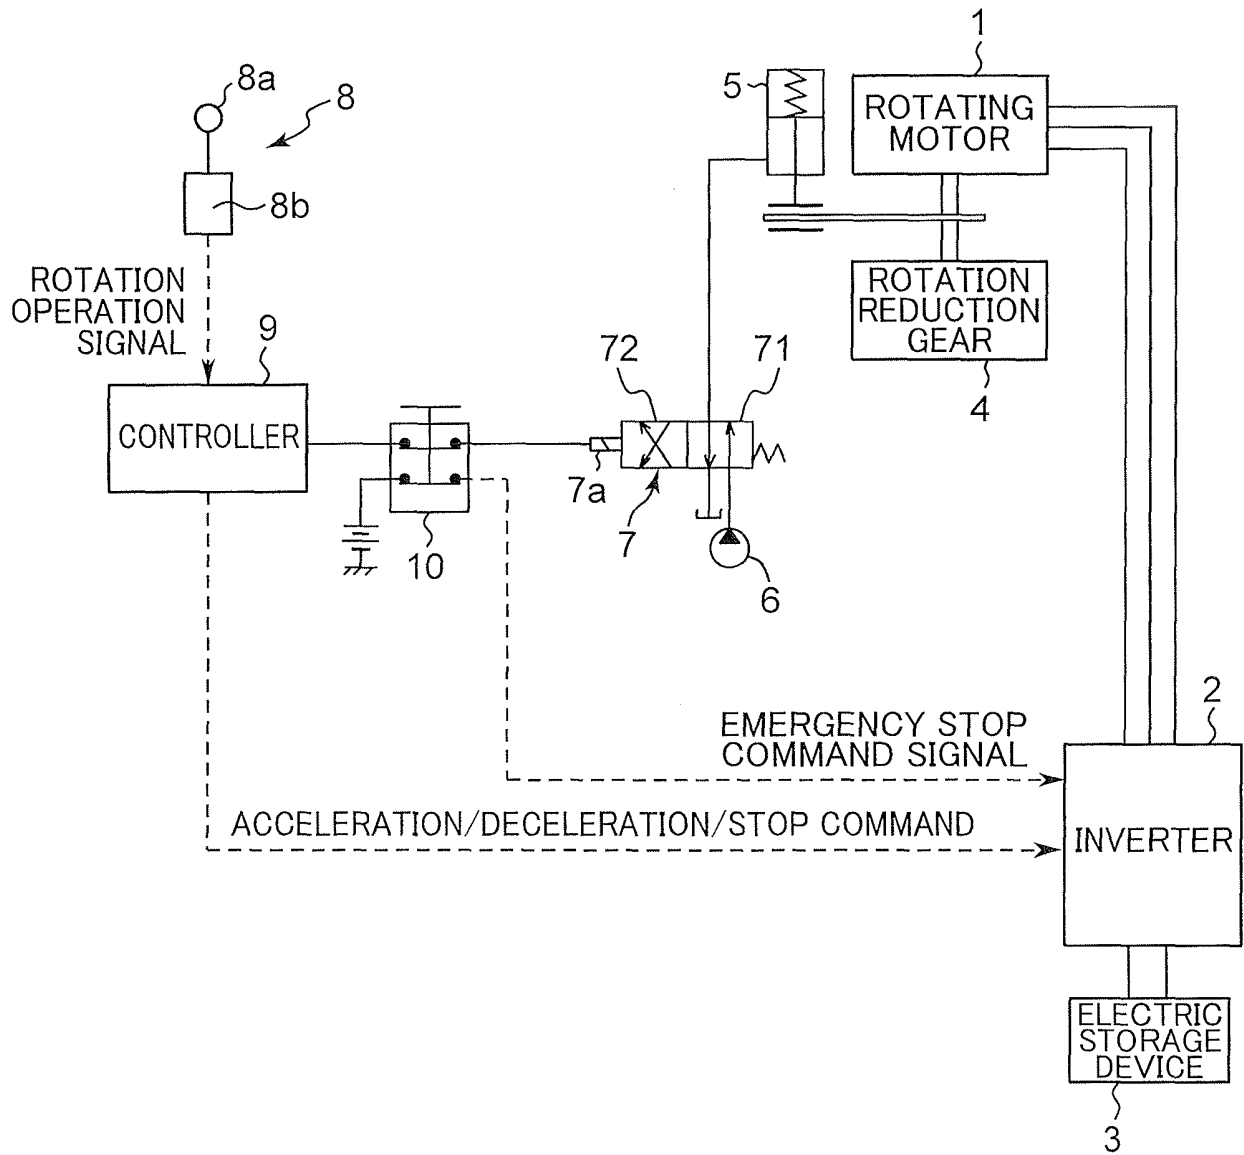 1
5
ROTATING
MOTOR
8a
8
8b
ROTATION
OPERATION
SIGNAL
ROTATION
REDUCTION
GEAR
9
72
71
4
CONTROLLER
7a
7
10
6
2
EMERGENCY STOP
COMMAND SIGNAL
ACCELERATION/DECELERATION/STOP COMMAND
INVERTER
ELECTRIC
STORAGE
DEVICE
3